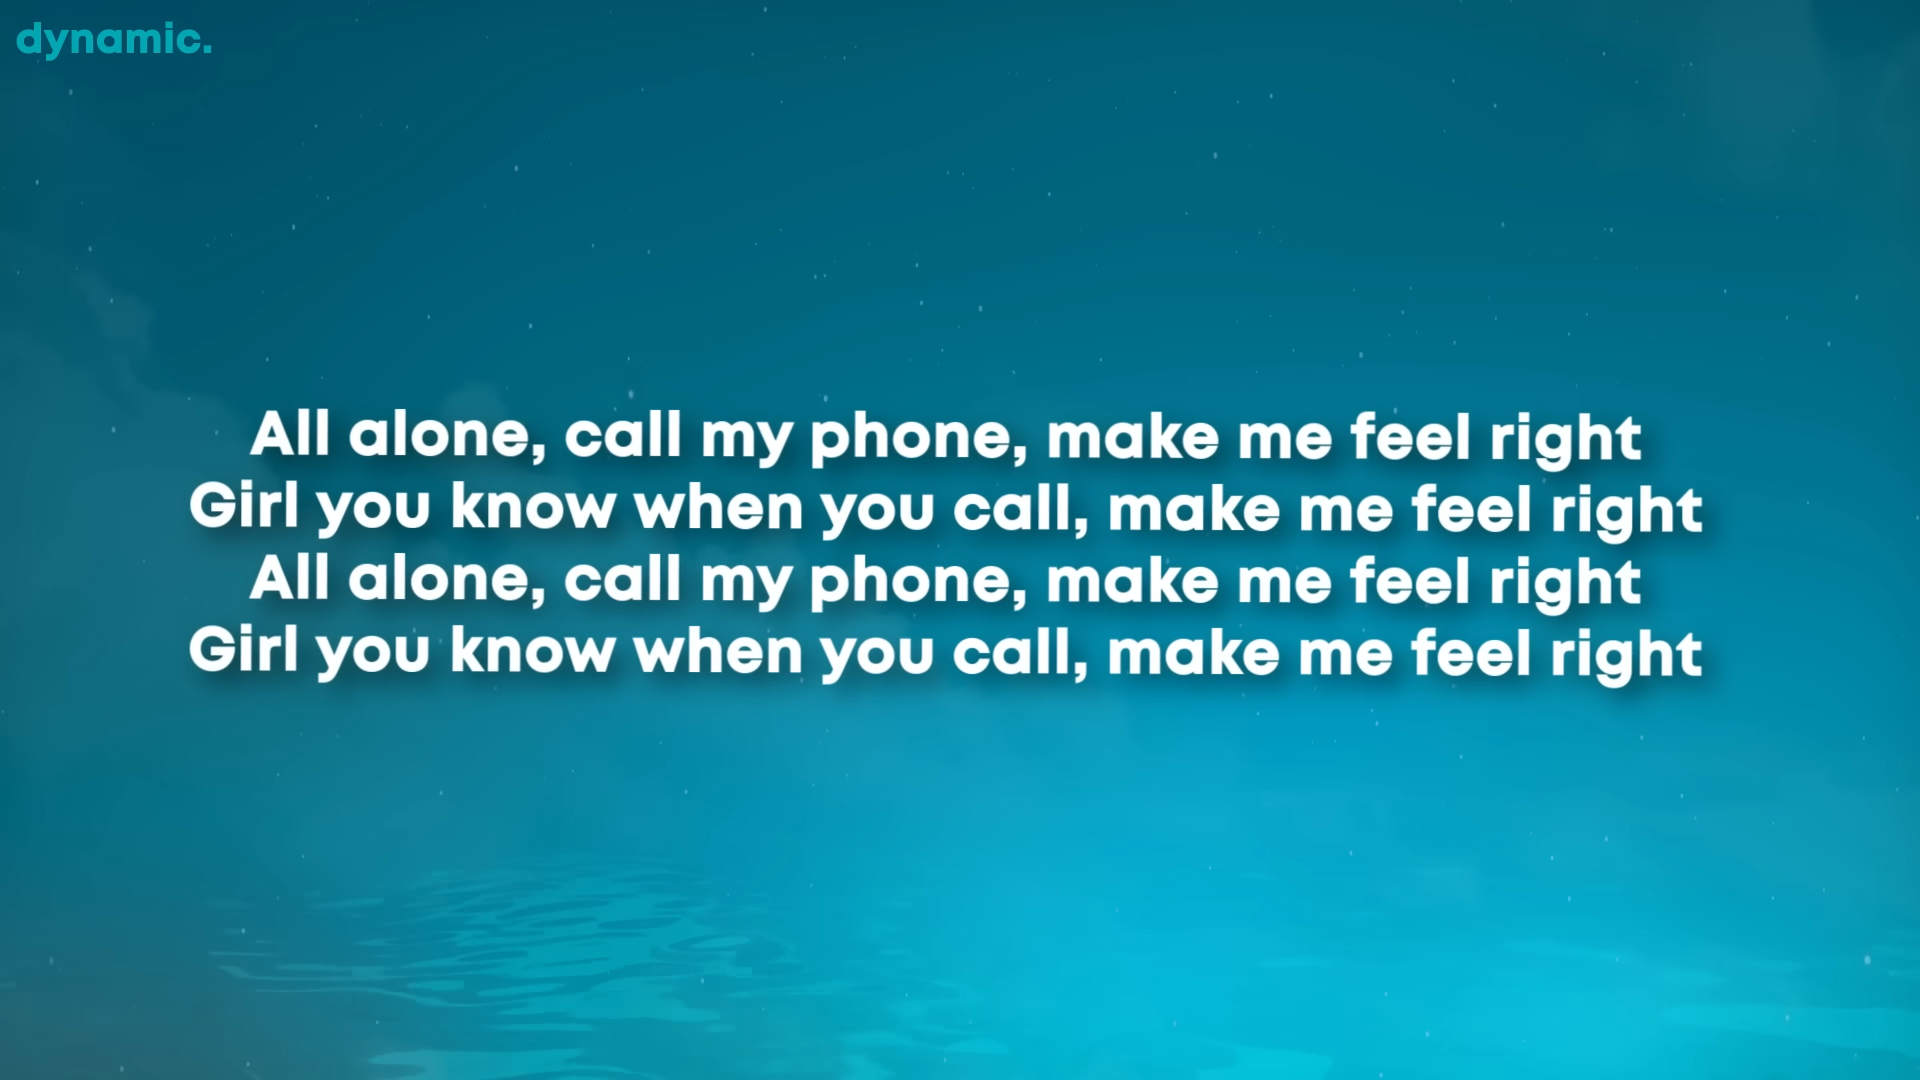 dynamic.
All alone, call my phone, make me feel right
Girl you know when you call, make me feel right
All alone, call my phone, make me feel right
Girl you know when you call, make me feel right